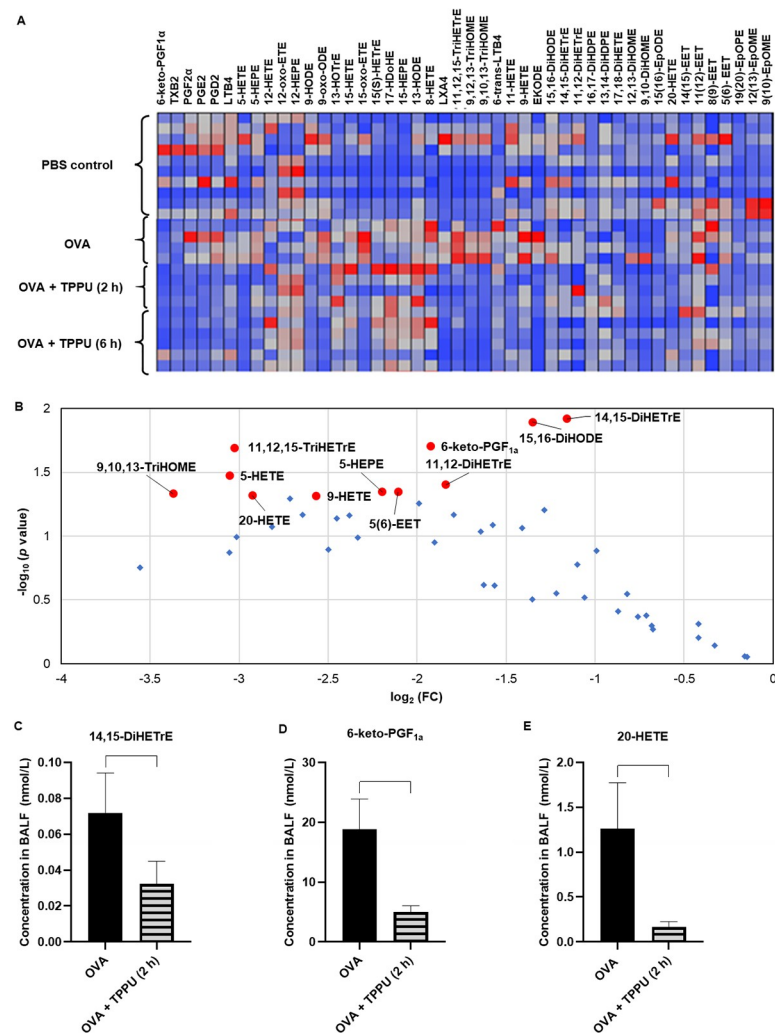 A
6-keto-PGF1α
TXB2
PGF2α
PGE2
PGD2
LTB4
5-HETE
5-HEPE
12-HETE
12-oxo-ETE
12-HEPE
9-HODE
9-oxo-ODE
13-HOTrE
15-HETE
15-oxo-ETE
15(S)-HETrE
17-HDoHE
15-HEPE
13-HODE
8-HETE
LXA4
11,12,15-TriHETrE
9,12,13-TriHOME
9,10,13-TriHOME
6-trans-LTB4
11-HETE
9-HETE
EKODE
15,16-DiHODE
14,15-DiHETrE
11,12-DiHETrE
16,17-DiHDPE
13,14-DiHDPE
17,18-DiHETE
12,13-DiHOME
9,10-DiHOME
15(16)-EpODE
20-HETE
14(15)-EET
11(12)-EET
8(9)-EET
5(6)- EET
19(20)-EpOPE
12(13)-EpOME
9(10)-EpOME
PBS control
OVA
OVA + TPPU (2 h)
OVA + TPPU (6 h)
B
2
1.5
1
0.5
0
-log10 (p value)
14,15-DiHETrE
15,16-DiHODE
11,12,15-TriHETrE
6-keto-PGF1a
9,10,13-TriHOME
5-HETE
5-HEPE
11,12-DiHETrE
9-HETE
20-HETE
5(6)-EET
-4 -3.5 -3 -2.5 -2 -1.5 -1 -0.5 0
log2 (FC)
C
14,15-DiHETrE
Concentration in BALF (nmol/L)
0.10
0.08
0.06
0.04
0.02
0.00
OVA
OVA + TPPU (2 h)
D
6-keto-PGF1a
Concentration in BALF (nmol/L)
30
20
10
0
OVA
OVA + TPPU (2 h)
E
20-HETE
Concentration in BALF (nmol/L)
2.0
1.5
1.0
0.5
0.0
OVA
OVA + TPPU (2 h)